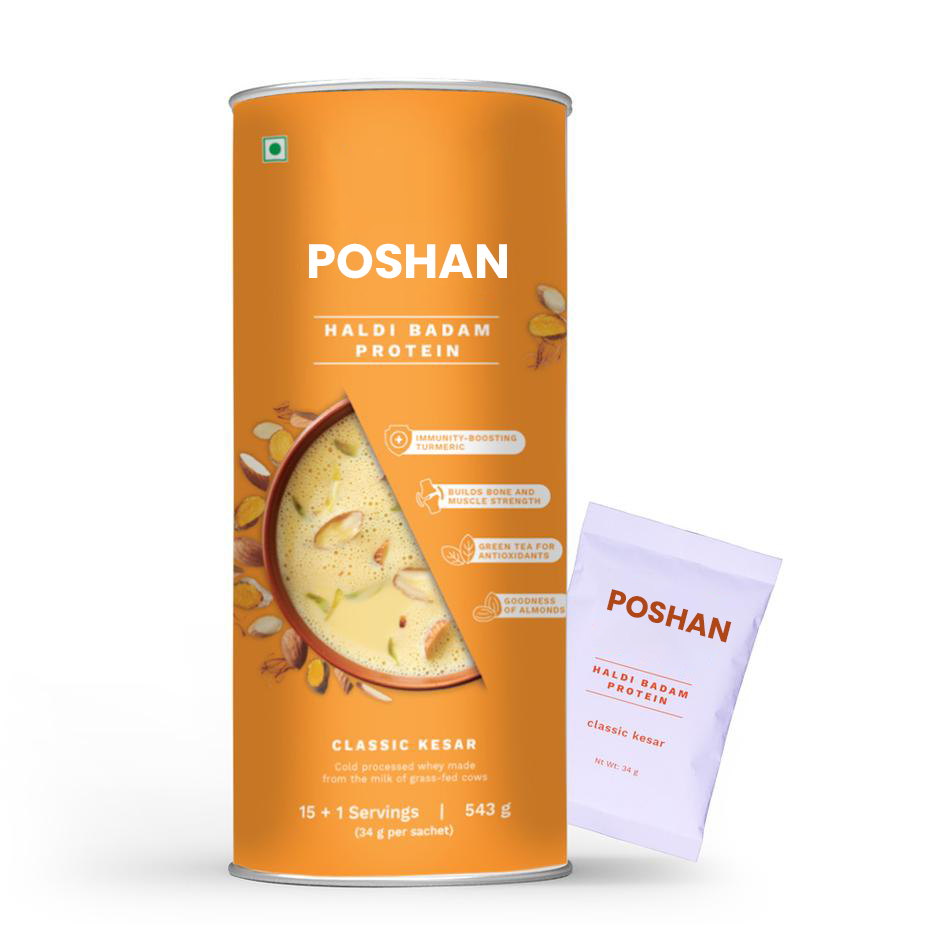 POSHAN
HALDI BADAM
PROTEIN
IMMUNITY-BOOSTING
TURMERIC
BUILDS BONE AND
MUSCLE STRENGTH
GREEN TEA FOR
ANTIOXIDANTS
GOODNESS
OF ALMONDS
CLASSIC KESAR
Cold processed whey made
from the milk of grass-fed cows
15 + 1 Servings | 543 g
(34 g per sachet)
POSHAN
HALDI BADAM
PROTEIN
classic kesar
Nt Wt: 34 g